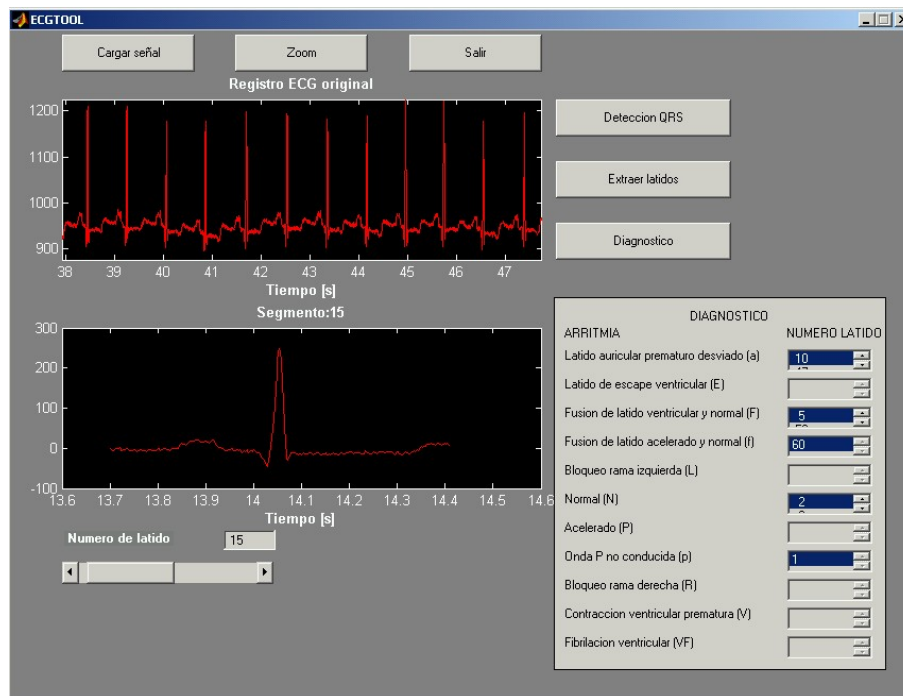 ECGTOOL
Cargar señal
Zoom
Salir
Registro ECG original
1200
1100
1000
900
38 39 40 41 42 43 44 45 46 47
Tiempo [s]
Deteccion QRS
Extraer latidos
Diagnostico
Segmento:15
300
200
100
0
-100
13.6 13.7 13.8 13.9 14 14.1 14.2 14.3 14.4 14.5 14.6
Tiempo [s]
Numero de latido 15
DIAGNOSTICO
ARRITMIA NUMERO LATIDO
Latido auricular prematuro desviado (a) 10
Latido de escape ventricular (E)
Fusion de latido ventricular y normal (F) 5
Fusion de latido acelerado y normal (f) 60
Bloqueo rama izquierda (L)
Normal (N) 2
Acelerado (P)
Onda P no conducida (p) 1
Bloqueo rama derecha (R)
Contraccion ventricular prematura (V)
Fibrilacion ventricular (VF)